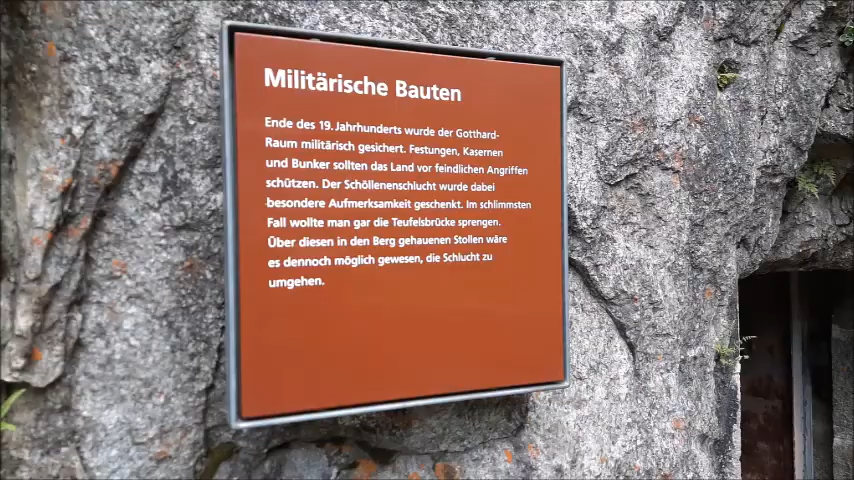 Militärische Bauten
Ende des 19. Jahrhunderts wurde der Gotthard-
Raum militärisch gesichert. Festungen, Kasernen
und Bunker sollten das Land vor feindlichen Angriffen
schützen. Der Schöllenenschlucht wurde dabei
besondere Aufmerksamkeit geschenkt. Im schlimmsten
Fall wollte man gar die Teufelsbrücke sprengen.
Über diesen in den Berg gehauenen Stollen wäre
es dennoch möglich gewesen, die Schlucht zu
umgehen.